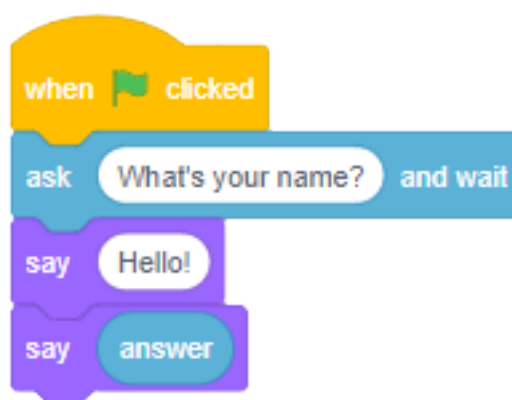 when clicked
ask What's your name? and wait
say Hello!
say answer